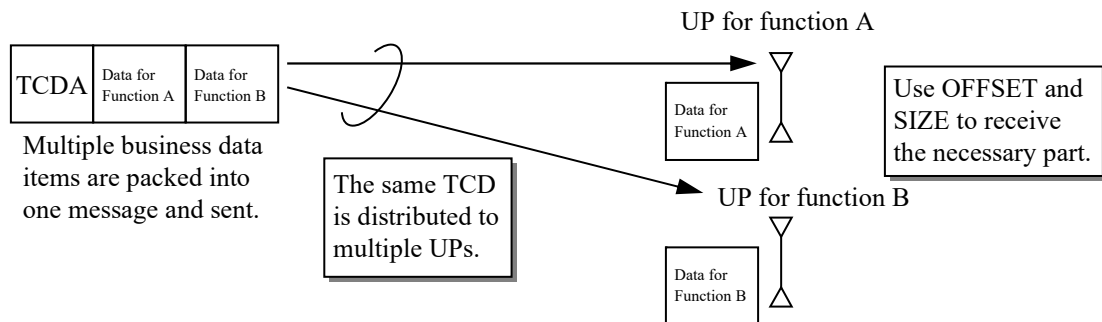 UP for function A
TCDA
Data for
Function A
Data for
Function B
Multiple business data
items are packed into
one message and sent.
The same TCD
is distributed to
multiple UPs.
Data for
Function A
Use OFFSET and
SIZE to receive
the necessary part.
UP for function B
Data for
Function B